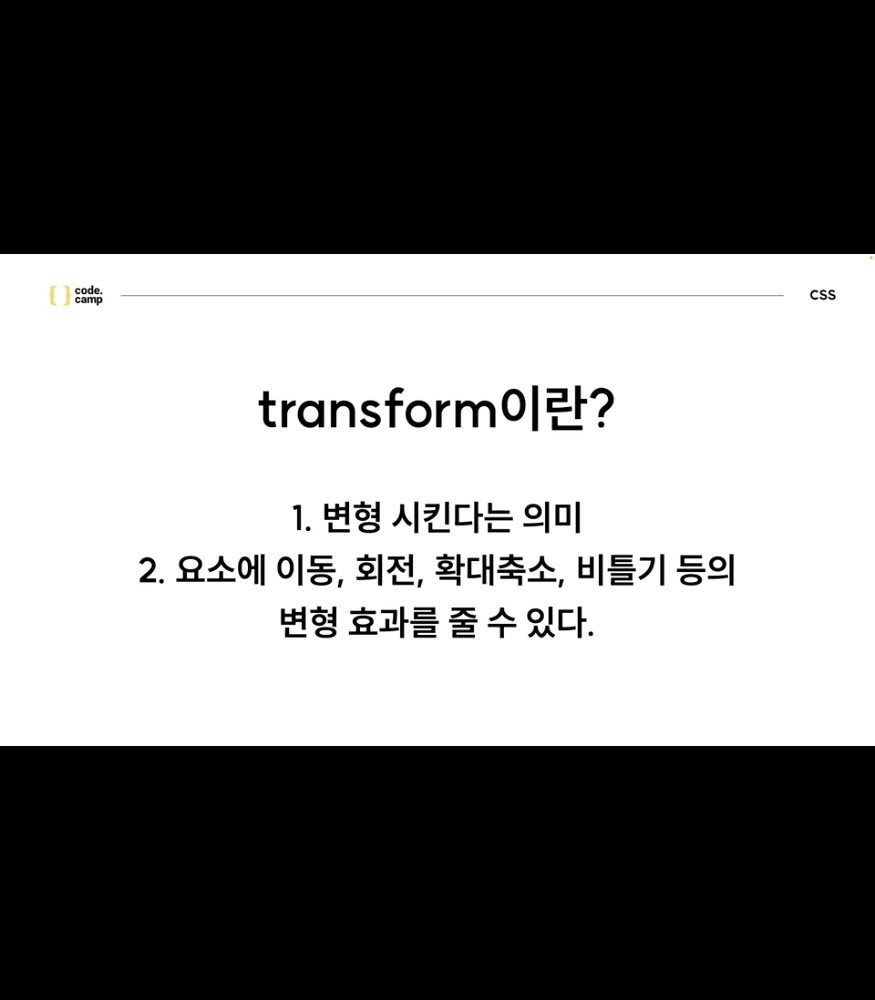 { } code.
camp
CSS
transform이란?
1. 변형 시킨다는 의미
2. 요소에 이동, 회전, 확대축소, 비틀기 등의
변형 효과를 줄 수 있다.